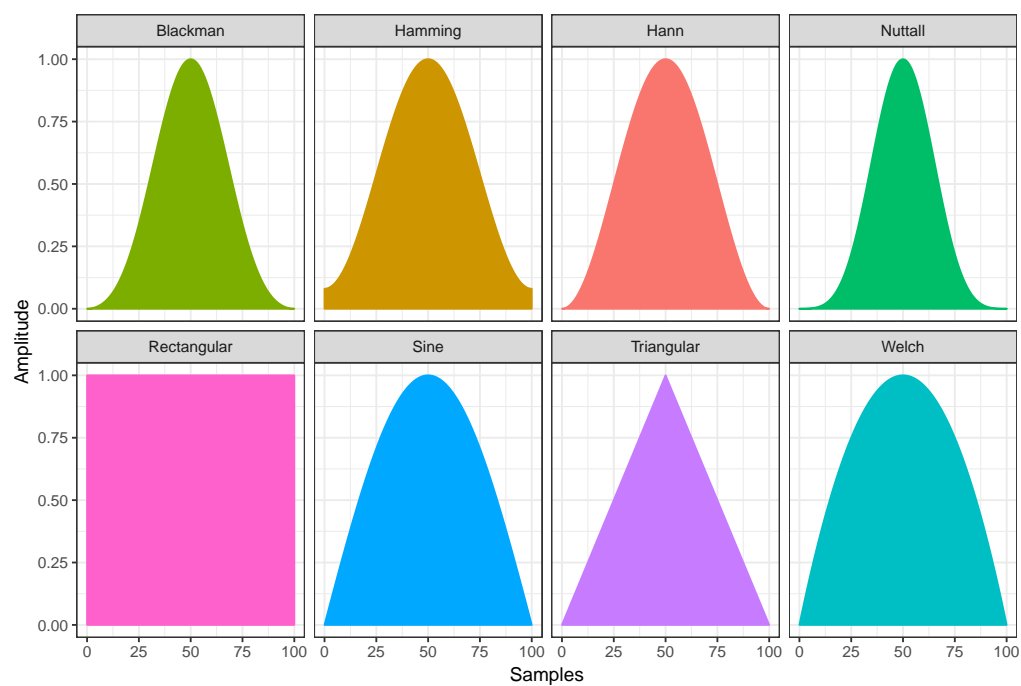 Blackman Hamming Hann Nuttall
1.00
0.75
0.50
0.25
0.00
Amplitude
Rectangular Sine Triangular Welch
1.00
0.75
0.50
0.25
0.00
0 25 50 75 100 0 25 50 75 100 0 25 50 75 100 0 25 50 75 100
Samples